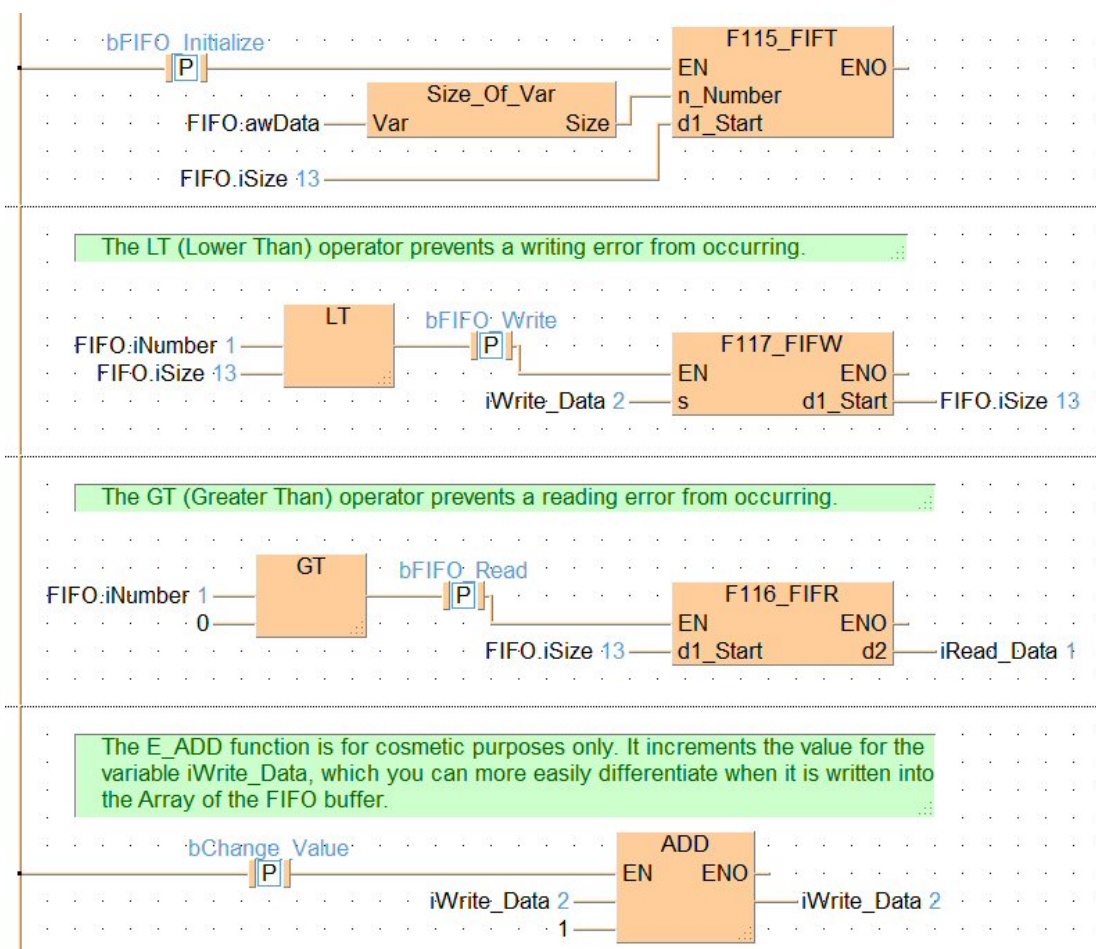 bFIFO_Initialize
P
F115_FIFT
EN ENO
n_Number
d1_Start
Size_Of_Var
FIFO.awData Var Size
FIFO.iSize 13
The LT (Lower Than) operator prevents a writing error from occurring.
LT
bFIFO_Write
FIFO.iNumber 1
P
F117_FIFW
FIFO.iSize 13
EN ENO
iWrite_Data 2 s d1_Start FIFO.iSize 13
The GT (Greater Than) operator prevents a reading error from occurring.
GT
bFIFO_Read
FIFO.iNumber 1
P
F116_FIFR
0
EN ENO
FIFO.iSize 13 d1_Start d2 iRead_Data 1
The E_ADD function is for cosmetic purposes only. It increments the value for the
variable iWrite_Data, which you can more easily differentiate when it is written into
the Array of the FIFO buffer.
bChange_Value
P
ADD
EN ENO
iWrite_Data 2 iWrite_Data 2
1